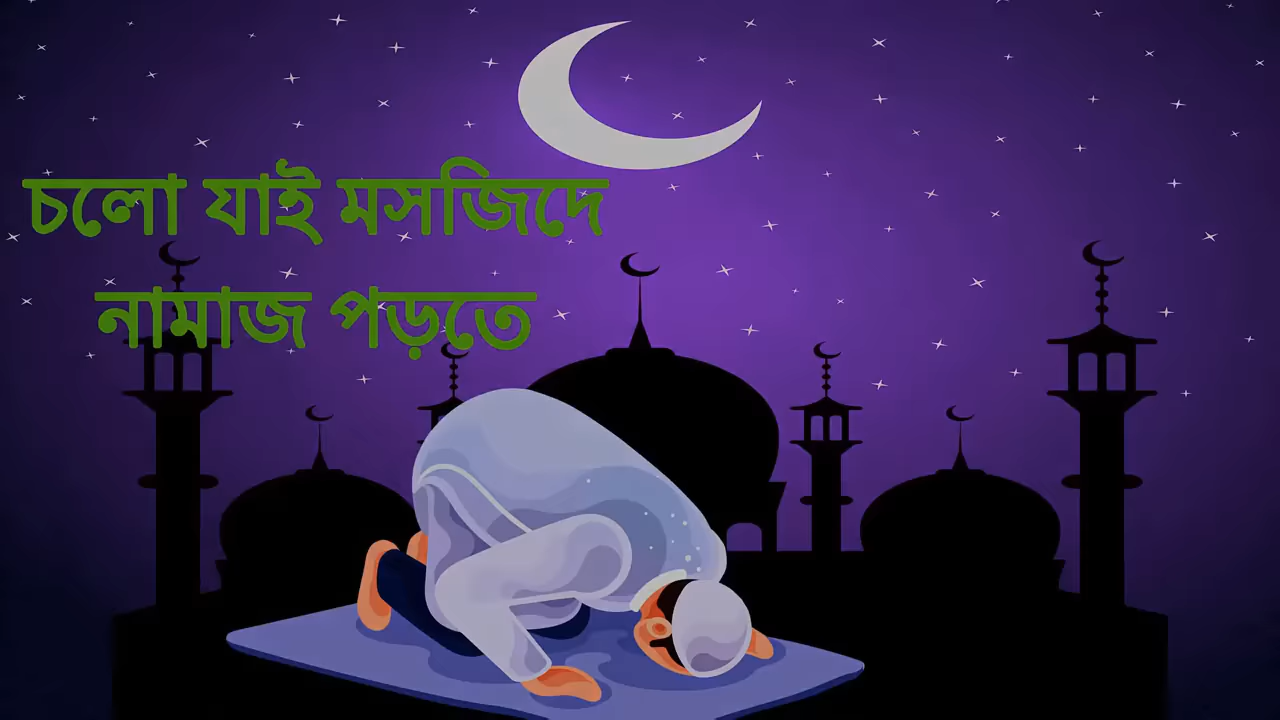 চলো যাই মসজিদে
নামাজ পড়তে